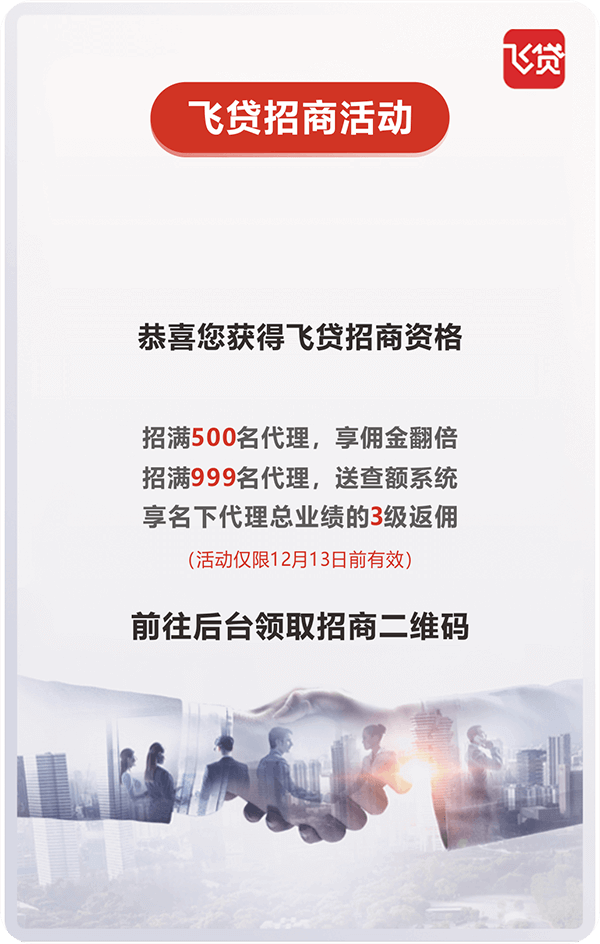 飞贷
飞贷招商活动
恭喜您获得飞贷招商资格
招满500名代理，享佣金翻倍
招满999名代理，送查额系统
享名下代理总业绩的3级返佣
（活动仅限12月13日前有效）
前往后台领取招商二维码